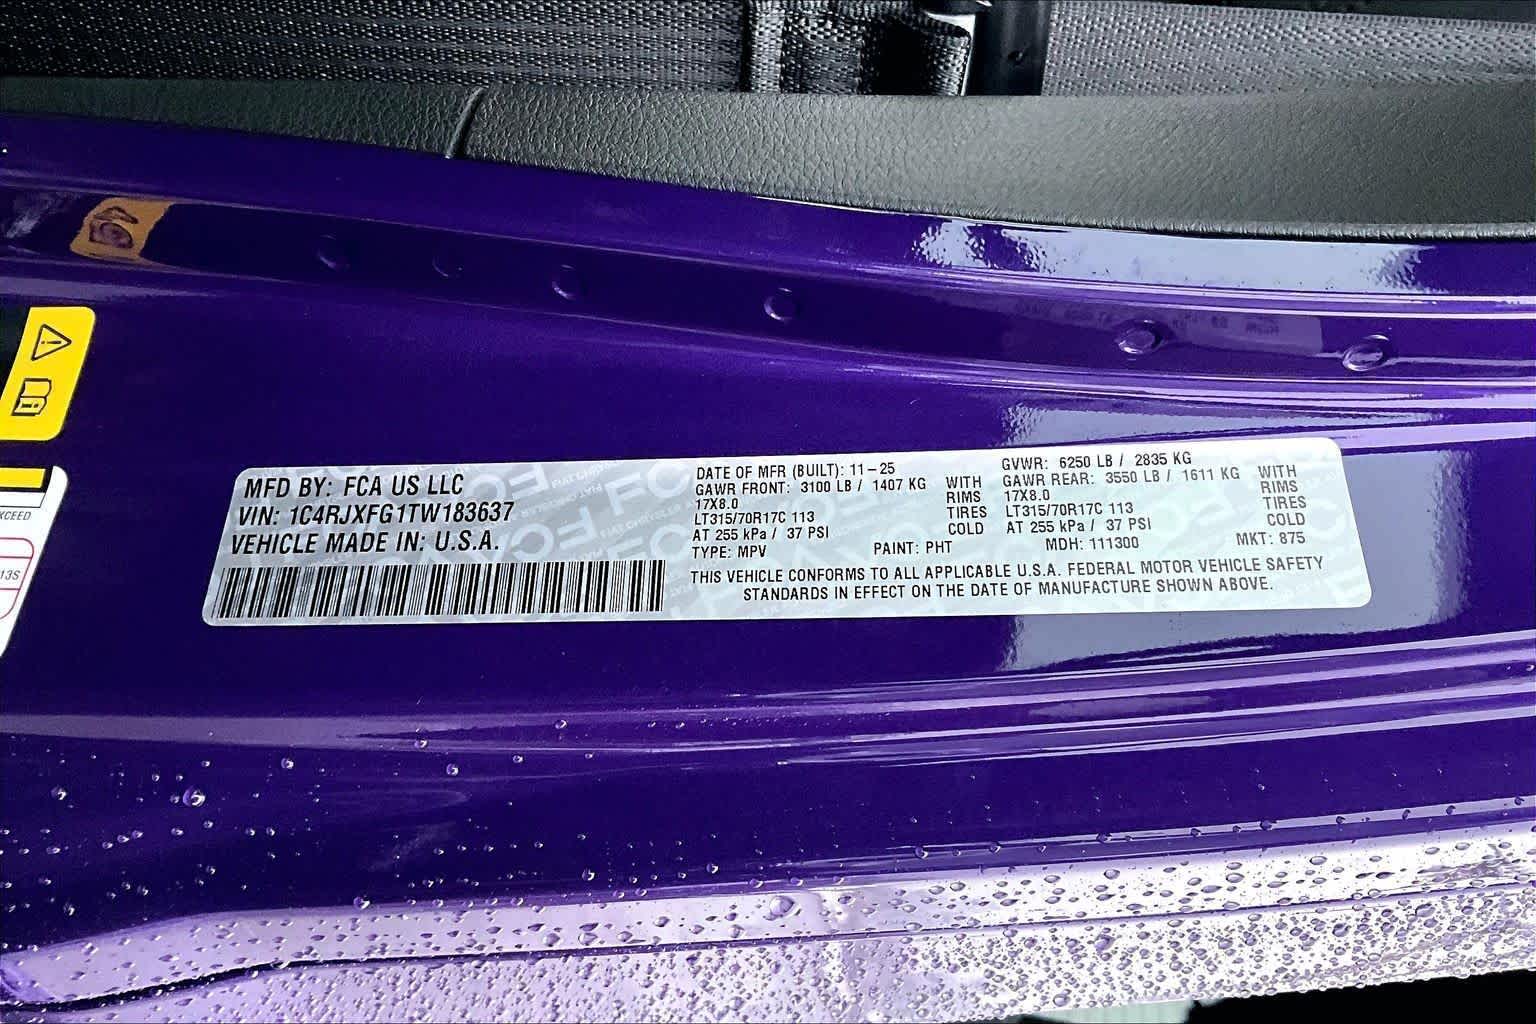 MFD BY: FCA US LLC
VIN: 1C4RJXFG1TW183637
VEHICLE MADE IN: U.S.A.
DATE OF MFR (BUILT): 11-25
GAWR FRONT: 3100 LB / 1407 KG WITH
17X8.0 RIMS
LT315/70R17C 113 TIRES
AT 255 kPa / 37 PSI COLD
GVWR: 6250 LB / 2835 KG
GAWR REAR: 3550 LB / 1611 KG WITH
17X8.0 RIMS
LT315/70R17C 113 TIRES
AT 255 kPa / 37 PSI COLD
TYPE: MPV PAINT: PHT MDH: 111300 MKT: 875
THIS VEHICLE CONFORMS TO ALL APPLICABLE U.S.A. FEDERAL MOTOR VEHICLE SAFETY
STANDARDS IN EFFECT ON THE DATE OF MANUFACTURE SHOWN ABOVE.
XCEED
13S